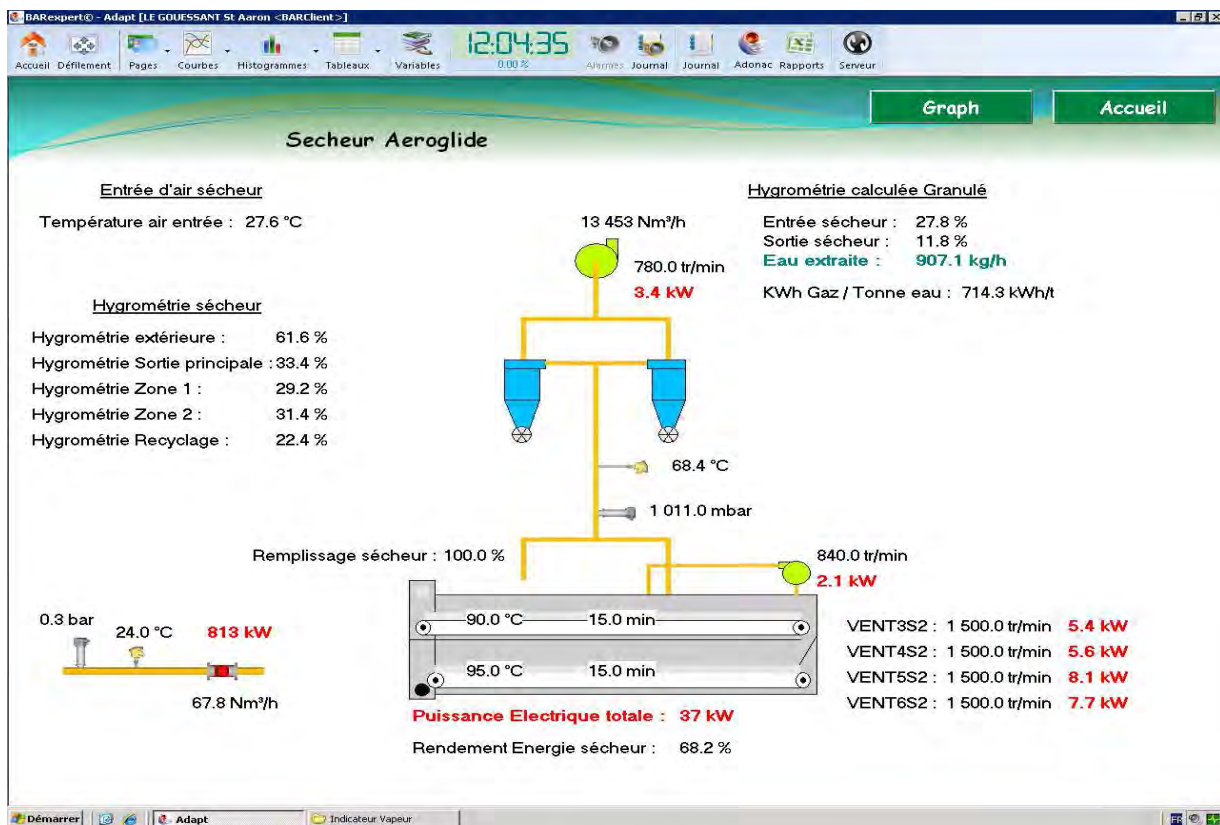 BARexpert© - Adapt [LE GOUESSANT St Aaron <BARClient>]
Accueil Défilement Pages Courbes Histogrammes Tableaux Variables 12:04:35 0.00 % Alarmes Journal Journal Adonac Rapports Serveur
Graph Accueil
Secheur Aeroglide
Entrée d'air sécheur
Température air entrée : 27.6 °C
Hygrométrie sécheur
Hygrométrie extérieure : 61.6 %
Hygrométrie Sortie principale : 33.4 %
Hygrométrie Zone 1 : 29.2 %
Hygrométrie Zone 2 : 31.4 %
Hygrométrie Recyclage : 22.4 %
13 453 Nm³/h
780.0 tr/min
3.4 kW
Hygrométrie calculée Granulé
Entrée sécheur : 27.8 %
Sortie sécheur : 11.8 %
Eau extraite : 907.1 kg/h
KWh Gaz / Tonne eau : 714.3 kWh/t
68.4 °C
1 011.0 mbar
Remplissage sécheur : 100.0 %
840.0 tr/min
2.1 kW
90.0 °C 15.0 min
95.0 °C 15.0 min
0.3 bar
24.0 °C 813 kW
67.8 Nm³/h
VENT3S2 : 1 500.0 tr/min 5.4 kW
VENT4S2 : 1 500.0 tr/min 5.6 kW
VENT5S2 : 1 500.0 tr/min 8.1 kW
VENT6S2 : 1 500.0 tr/min 7.7 kW
Puissance Electrique totale : 37 kW
Rendement Energie sécheur : 68.2 %
Démarrer Adapt Indicateur Vapeur FR